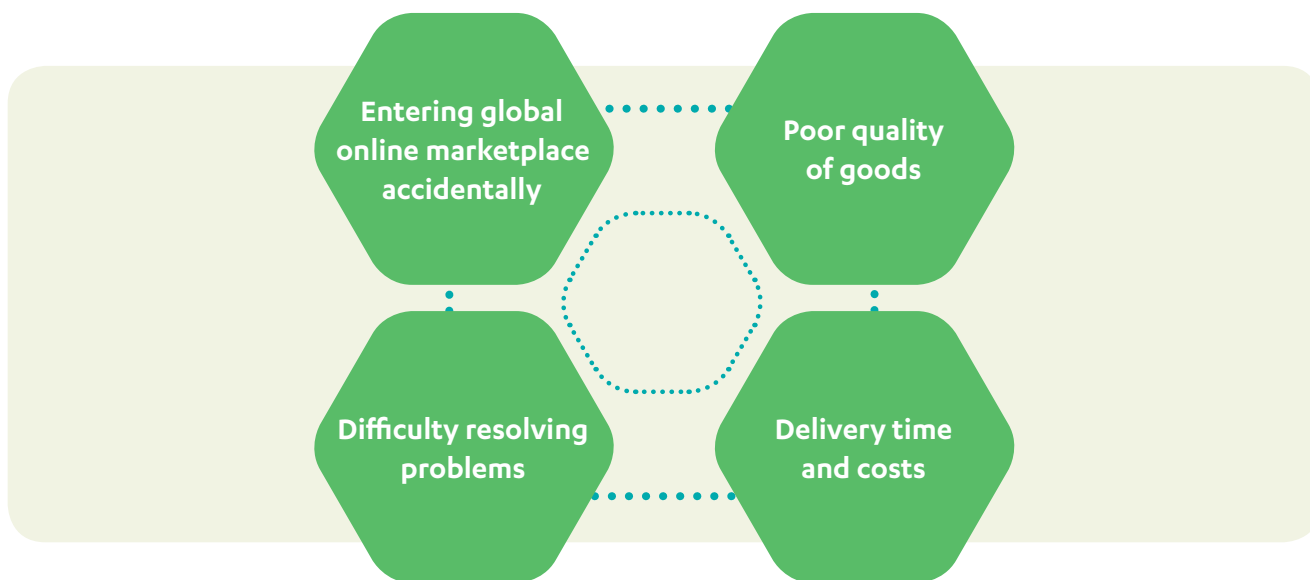 Entering global
online marketplace
accidentally
Poor quality
of goods
Difficulty resolving
problems
Delivery time
and costs